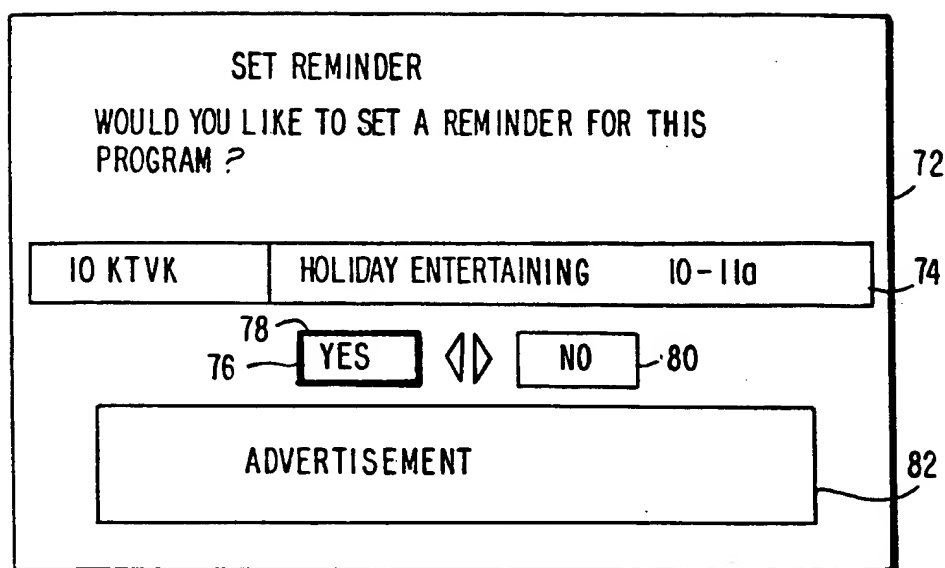 SET REMINDER
WOULD YOU LIKE TO SET A REMINDER FOR THIS
PROGRAM ?
72
10 KTVK HOLIDAY ENTERTAINING 10-11a 74
78
76 YES NO 80
ADVERTISEMENT
82